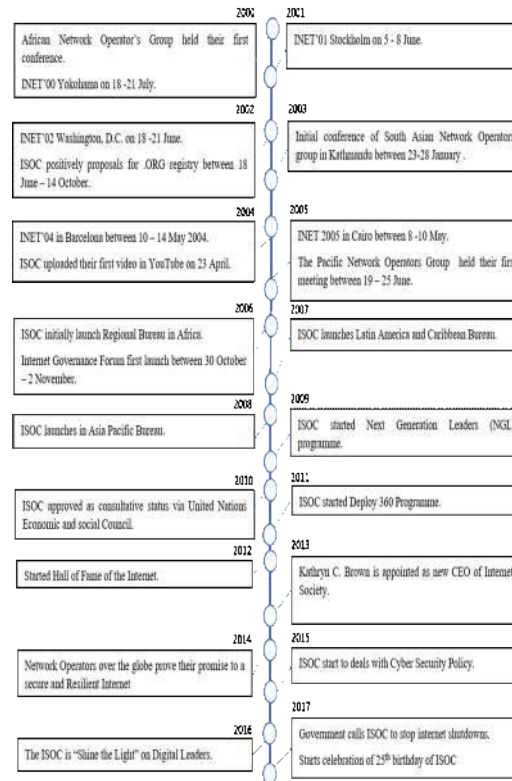 2000
African Network Operator's Group held their first
conference.
INET'00 Yokohama on 18 -21 July.
2001
INET'01 Stockholm on 5 - 8 June.
2002
INET'02 Washington, D.C. on 18 -21 June.
ISOC positively proposals for .ORG registry between 18
June – 14 October.
2003
Initial conference of South Asian Network Operators
group in Kathmandu between 23-28 January .
2004
INET'04 in Barcelona between 10 – 14 May 2004.
ISOC uploaded their first video in YouTube on 23 April.
2005
INET 2005 in Cairo between 8 -10 May.
The Pacific Network Operators Group held their first
meeting between 19 – 25 June.
2006
ISOC initially launch Regional Bureau in Africa.
Internet Governance Forum first launch between 30 October
– 2 November.
2007
ISOC launches Latin America and Caribbean Bureau.
2008
ISOC launches in Asia Pacific Bureau.
2009
ISOC started Next Generation Leaders (NGL
programme.
2010
ISOC approved as consultative status via United Nations
Economic and social Council.
2011
ISOC started Deploy 360 Programme.
2012
Started Hall of Fame of the Internet.
2013
Kathryn C. Brown is appointed as new CEO of Internet
Society.
2014
Network Operators over the globe prove their promise to a
secure and Resilient Internet
2015
ISOC start to deals with Cyber Security Policy.
2016
The ISOC is “Shine the Light” on Digital Leaders.
2017
Government calls ISOC to stop internet shutdowns.
Starts celebration of 25th birthday of ISOC